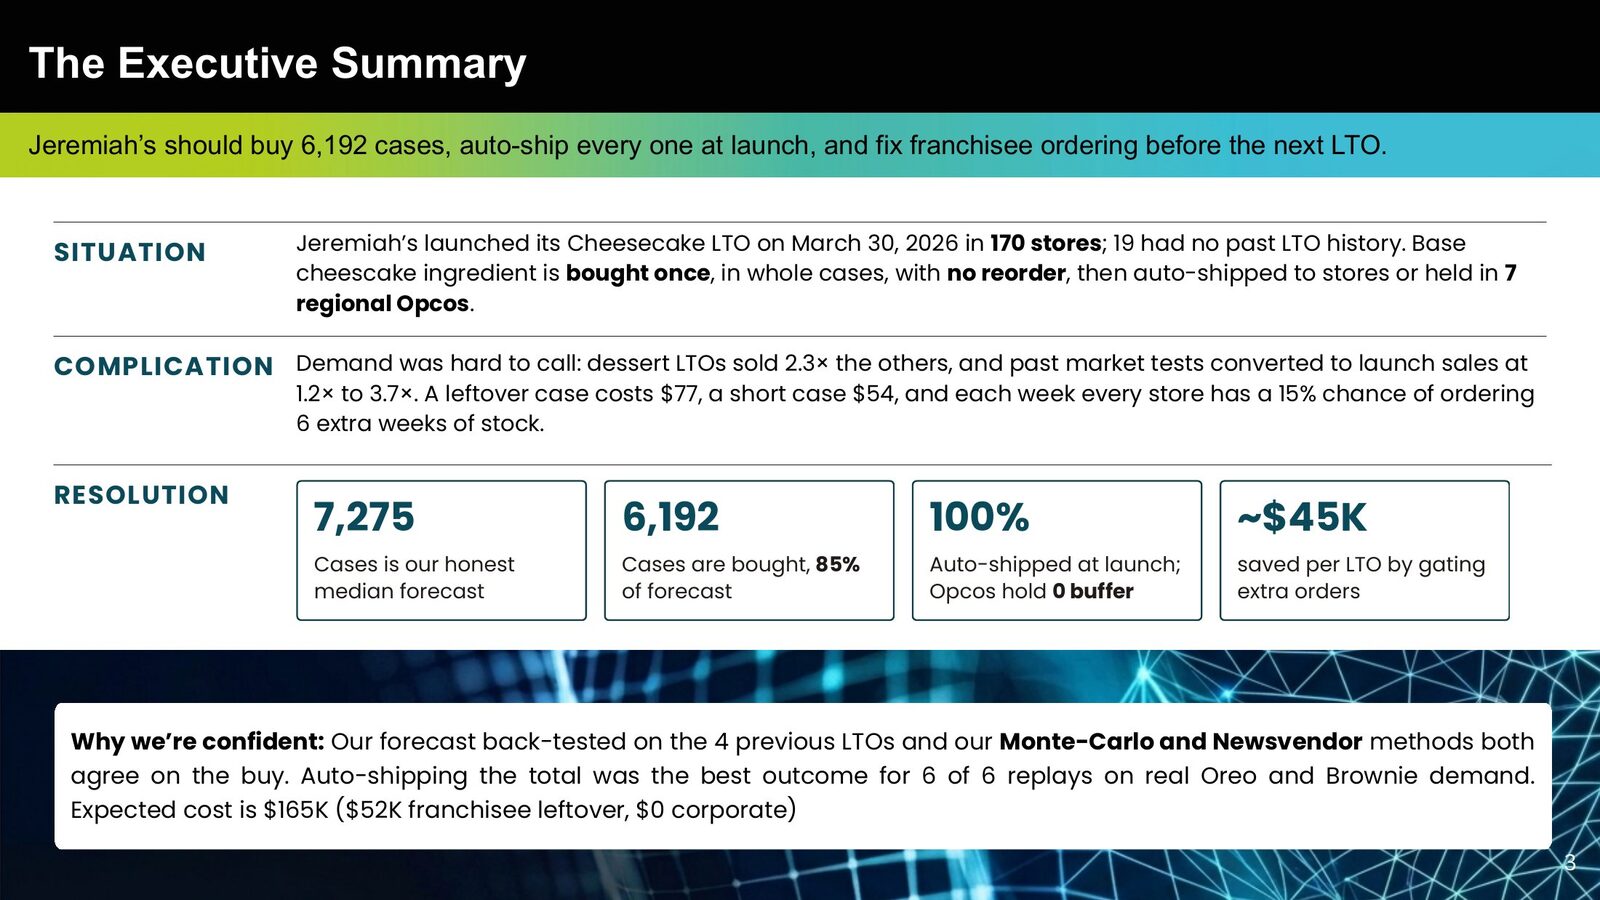 The Executive Summary
Jeremiah’s should buy 6,192 cases, auto-ship every one at launch, and fix franchisee ordering before the next LTO.
SITUATION
Jeremiah’s launched its Cheesecake LTO on March 30, 2026 in 170 stores; 19 had no past LTO history. Base
cheescake ingredient is bought once, in whole cases, with no reorder, then auto-shipped to stores or held in 7
regional Opcos.
COMPLICATION
Demand was hard to call: dessert LTOs sold 2.3× the others, and past market tests converted to launch sales at
1.2× to 3.7×. A leftover case costs $77, a short case $54, and each week every store has a 15% chance of ordering
6 extra weeks of stock.
RESOLUTION
7,275
Cases is our honest
median forecast
6,192
Cases are bought, 85%
of forecast
100%
Auto-shipped at launch;
Opcos hold 0 buffer
~$45K
saved per LTO by gating
extra orders
Why we’re confident: Our forecast back-tested on the 4 previous LTOs and our Monte-Carlo and Newsvendor methods both
agree on the buy. Auto-shipping the total was the best outcome for 6 of 6 replays on real Oreo and Brownie demand.
Expected cost is $165K ($52K franchisee leftover, $0 corporate)
3